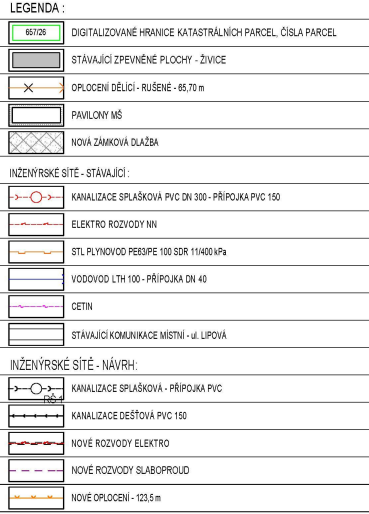 LEGENDA :
657/26 DIGITALIZOVANÉ HRANICE KATASTRÁLNÍCH PARCEL, ČÍSLA PARCEL
STÁVAJÍCÍ ZPEVNĚNÉ PLOCHY - ŽIVICE
OPLOCENÍ DĚLÍCÍ - RUŠENÉ - 65,70 m
PAVILONY MŠ
NOVÁ ZÁMKOVÁ DLAŽBA
INŽENÝRSKÉ SÍTĚ - STÁVAJÍCÍ :
KANALIZACE SPLAŠKOVÁ PVC DN 300 - PŘÍPOJKA PVC 150
ELEKTRO ROZVODY NN
STL PLYNOVOD PE63/PE 100 SDR 11/400 kPa
VODOVOD LTH 100 - PŘÍPOJKA DN 40
CETIN
STÁVAJÍCÍ KOMUNIKACE MÍSTNÍ - ul. LIPOVÁ
INŽENÝRSKÉ SÍTĚ - NÁVRH:
KANALIZACE SPLAŠKOVÁ - PŘÍPOJKA PVC
RŠ1
KANALIZACE DEŠŤOVÁ PVC 150
NOVÉ ROZVODY ELEKTRO
NOVÉ ROZVODY SLABOPROUD
NOVÉ OPLOCENÍ - 123,5 m